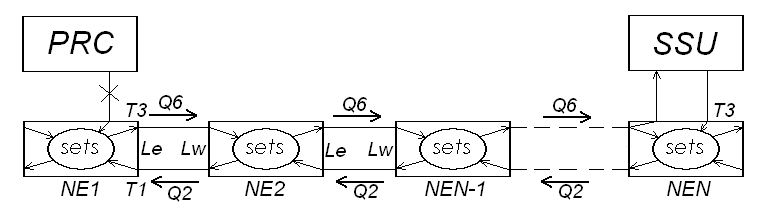 PRC
SSU
T3 Q6 Q6 Q6 T3
sets Le Lw sets Le Lw sets sets
NE1 T1 Q2 NE2 Q2 NEN-1 Q2 NEN